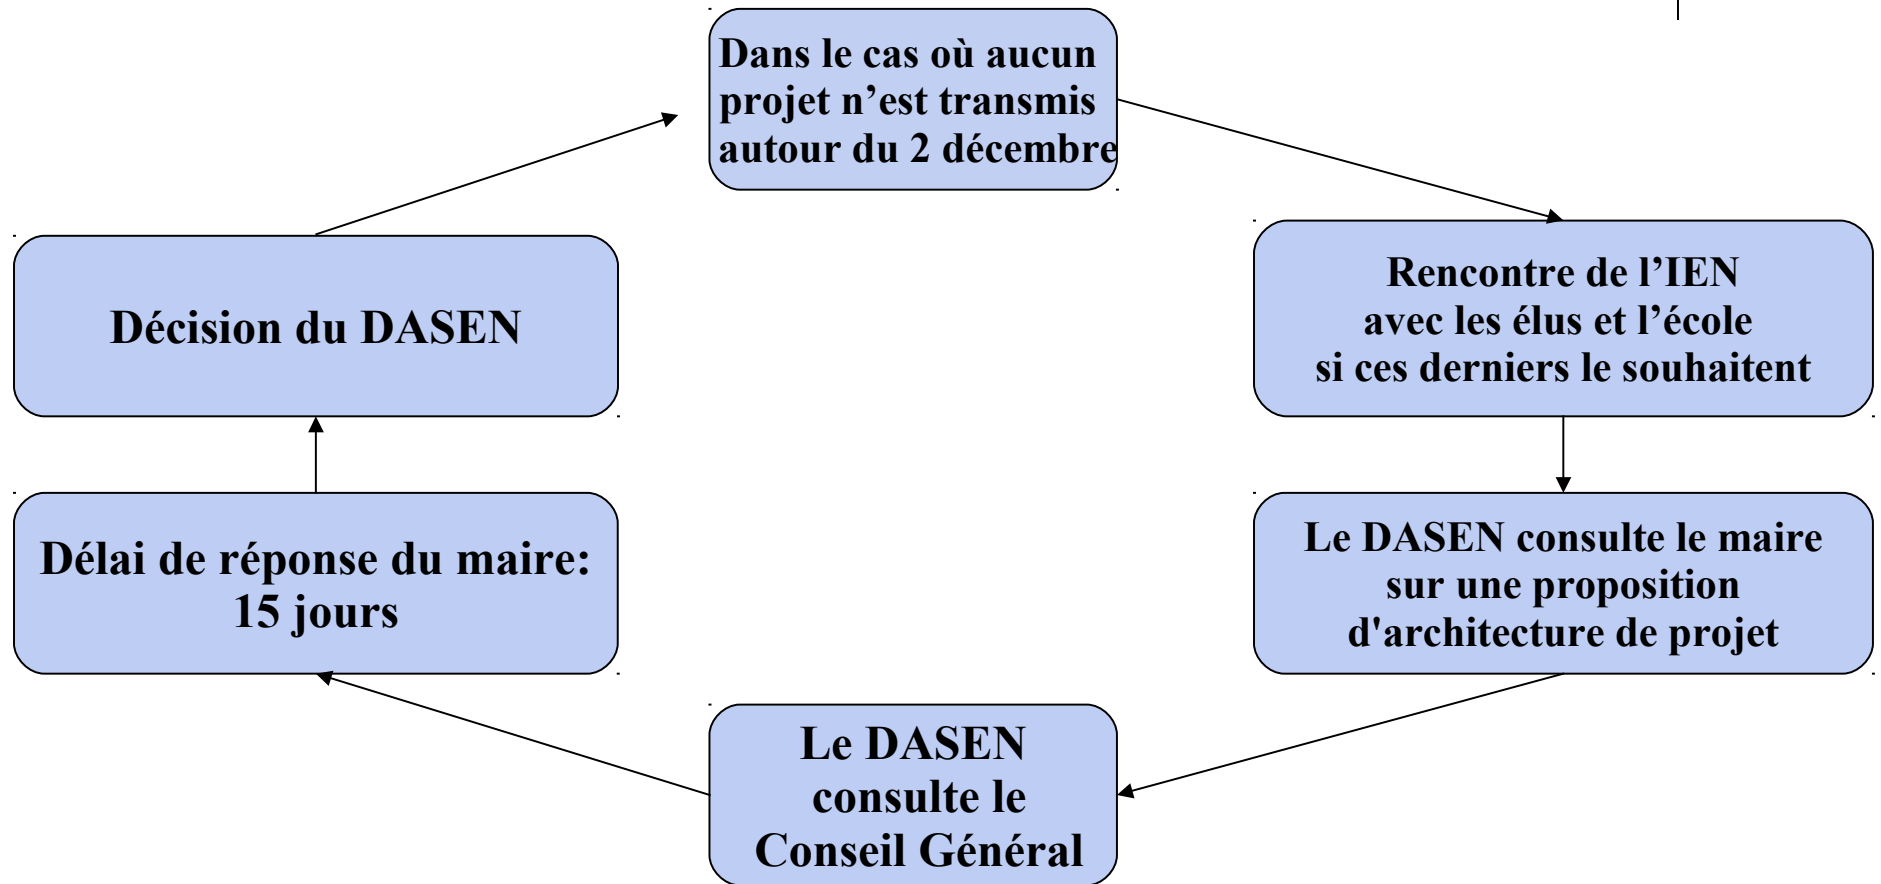 Dans le cas où aucun
projet n’est transmis
autour du 2 décembre
Rencontre de l’IEN
avec les élus et l’école
si ces derniers le souhaitent
Le DASEN consulte le maire
sur une proposition
d'architecture de projet
Le DASEN
consulte le
Conseil Général
Délai de réponse du maire:
15 jours
Décision du DASEN